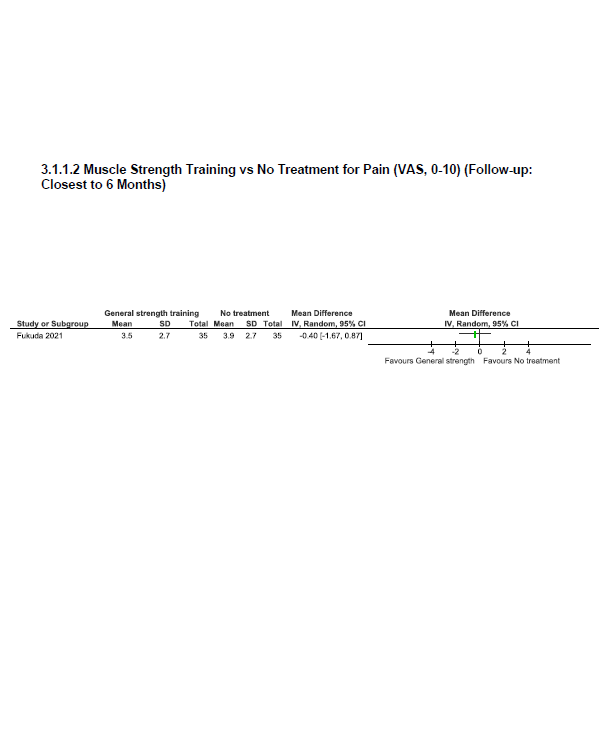 3.1.1.2 Muscle Strength Training vs No Treatment for Pain (VAS, 0-10) (Follow-up:
Closest to 6 Months)
General strength training No treatment Mean Difference Mean Difference
Study or Subgroup Mean SD Total Mean SD Total IV, Random, 95% CI IV, Random, 95% CI
Fukuda 2021 3.5 2.7 35 3.9 2.7 35 -0.40 [-1.67, 0.87]
-4 -2 0 2 4
Favours General strength Favours No treatment